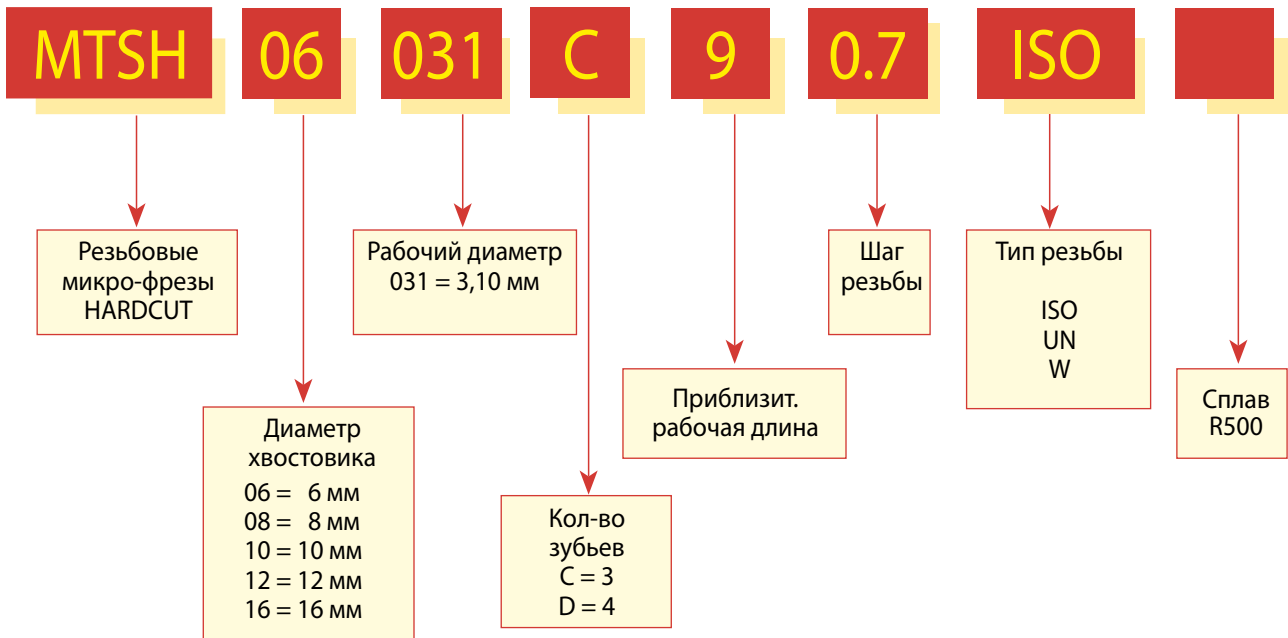 MTSH 06 031 C 9 0.7 ISO
Резьбовые
микро-фрезы
HARDCUT
Диаметр
хвостовика
06 = 6 мм
08 = 8 мм
10 = 10 мм
12 = 12 мм
16 = 16 мм
Рабочий диаметр
031 = 3,10 мм
Кол-во
зубьев
C = 3
D = 4
Приблизит.
рабочая длина
Шаг
резьбы
Тип резьбы
ISO
UN
W
Сплав
R500